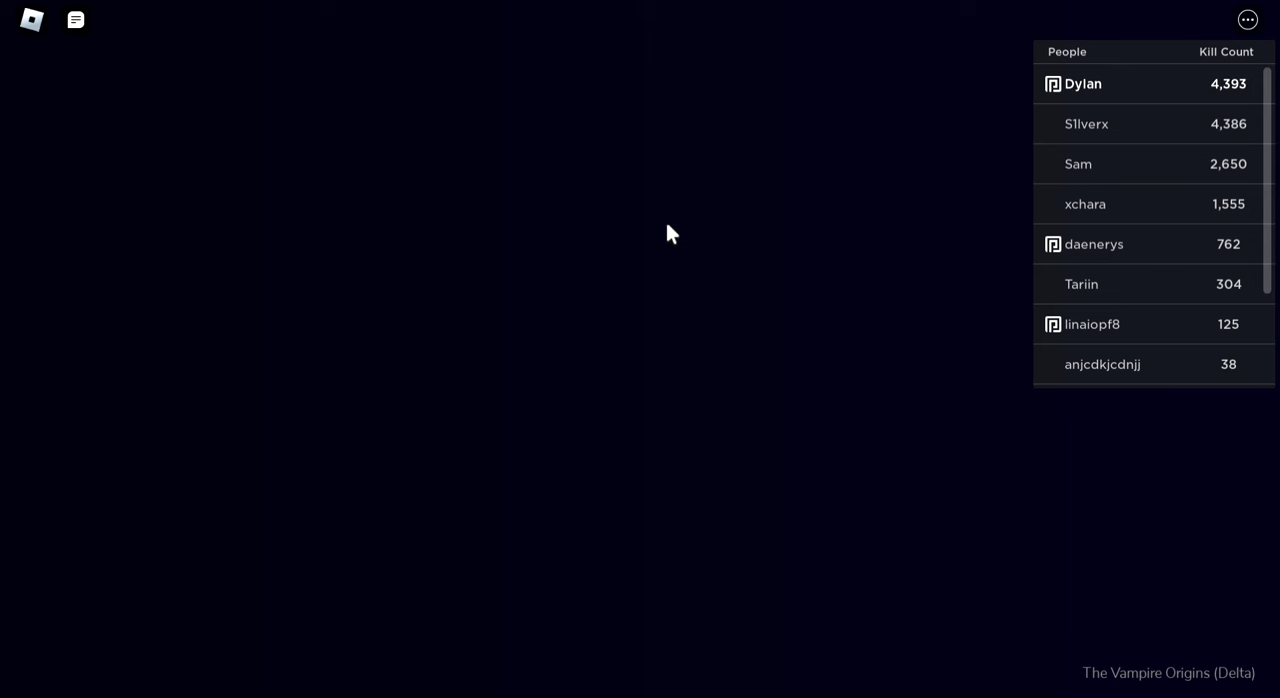 People Kill Count
Dylan 4,393
S1lverx 4,386
Sam 2,650
xchara 1,555
daenerys 762
Tariin 304
linaiopf8 125
anjcdkjcdnjj 38
The Vampire Origins (Delta)